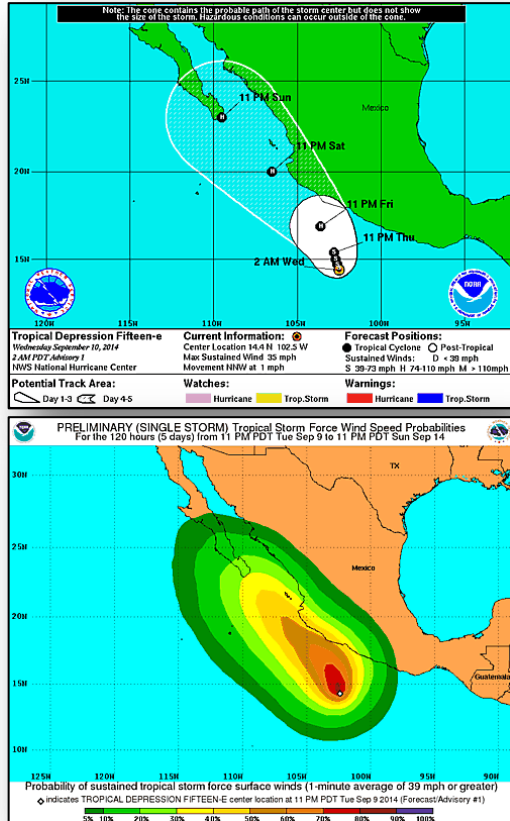 Note: The cone contains the probable path of the storm center but does not show
the size of the storm. Hazardous conditions can occur outside of the cone.
25N
11 PM Sun
Mexico
11 PM Sat
20N
11 PM Fri
11 PM Thu
2 AM Wed
15N
120W 115W 110W 105W 100W 95W
H
H
H
S
NOAA
Tropical Depression Fifteen-e
Wednesday September 10, 2014
2 AM PDT Advisory 1
NWS National Hurricane Center
Current Information:
Center Location 14.4 N 102.5 W
Max Sustained Wind 35 mph
Movement NNW at 1 mph
Forecast Positions:
Tropical Cyclone Post-Tropical
Sustained Winds: D < 39 mph
S 39-73 mph H 74-110 mph M > 110mph
Potential Track Area:
Day 1-3 Day 4-5
Watches:
Hurricane Trop.Storm
Warnings:
Hurricane Trop.Storm
PRELIMINARY (SINGLE STORM) Tropical Storm Force Wind Speed Probabilities
For the 120 hours (5 days) from 11 PM PDT Tue Sep 9 to 11 PM PDT Sun Sep 14
30N
TX
25N
Mexico
20N
15N
Guatemala
10N
125W 120W 115W 110W 105W 100W 95W 90W
Probability of sustained tropical storm force surface winds (1-minute average of 39 mph or greater)
indicates TROPICAL DEPRESSION FIFTEEN-E center location at 11 PM PDT Tue Sep 9 2014 (Forecast/Advisory #1)
5% 10% 20% 30% 40% 50% 60% 70% 80% 90% 100%